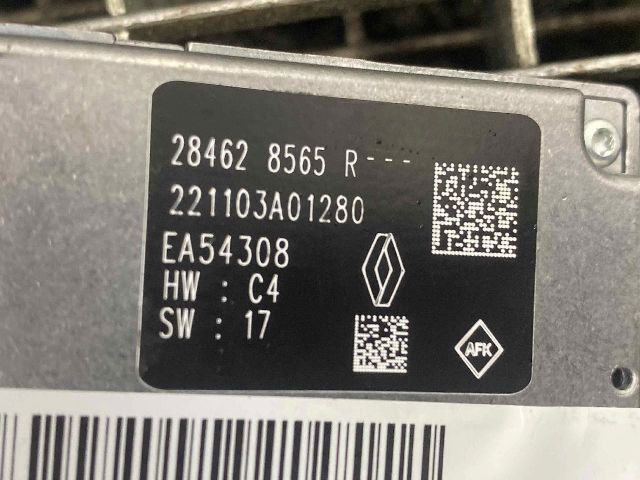 28462 8565 R---
221103A01280
EA54308
HW : C4
SW : 17
AFK